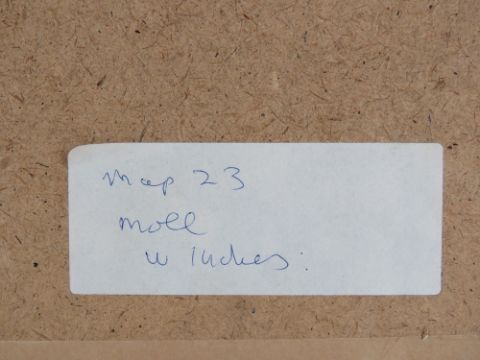 Map 23
Moll
W Indies.